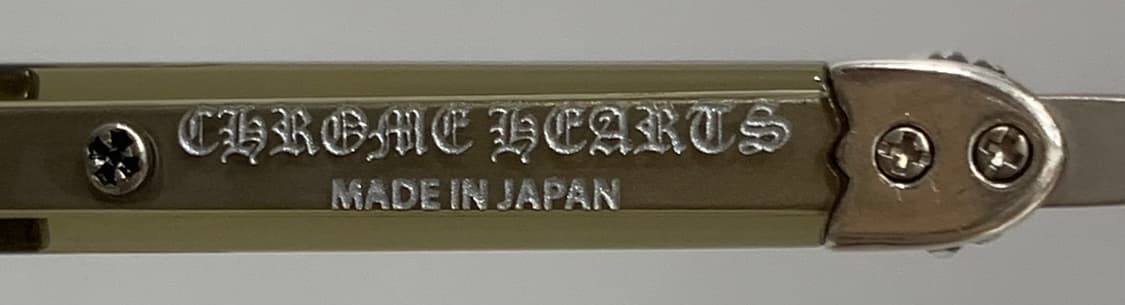 CHROME HEARTS
MADE IN JAPAN